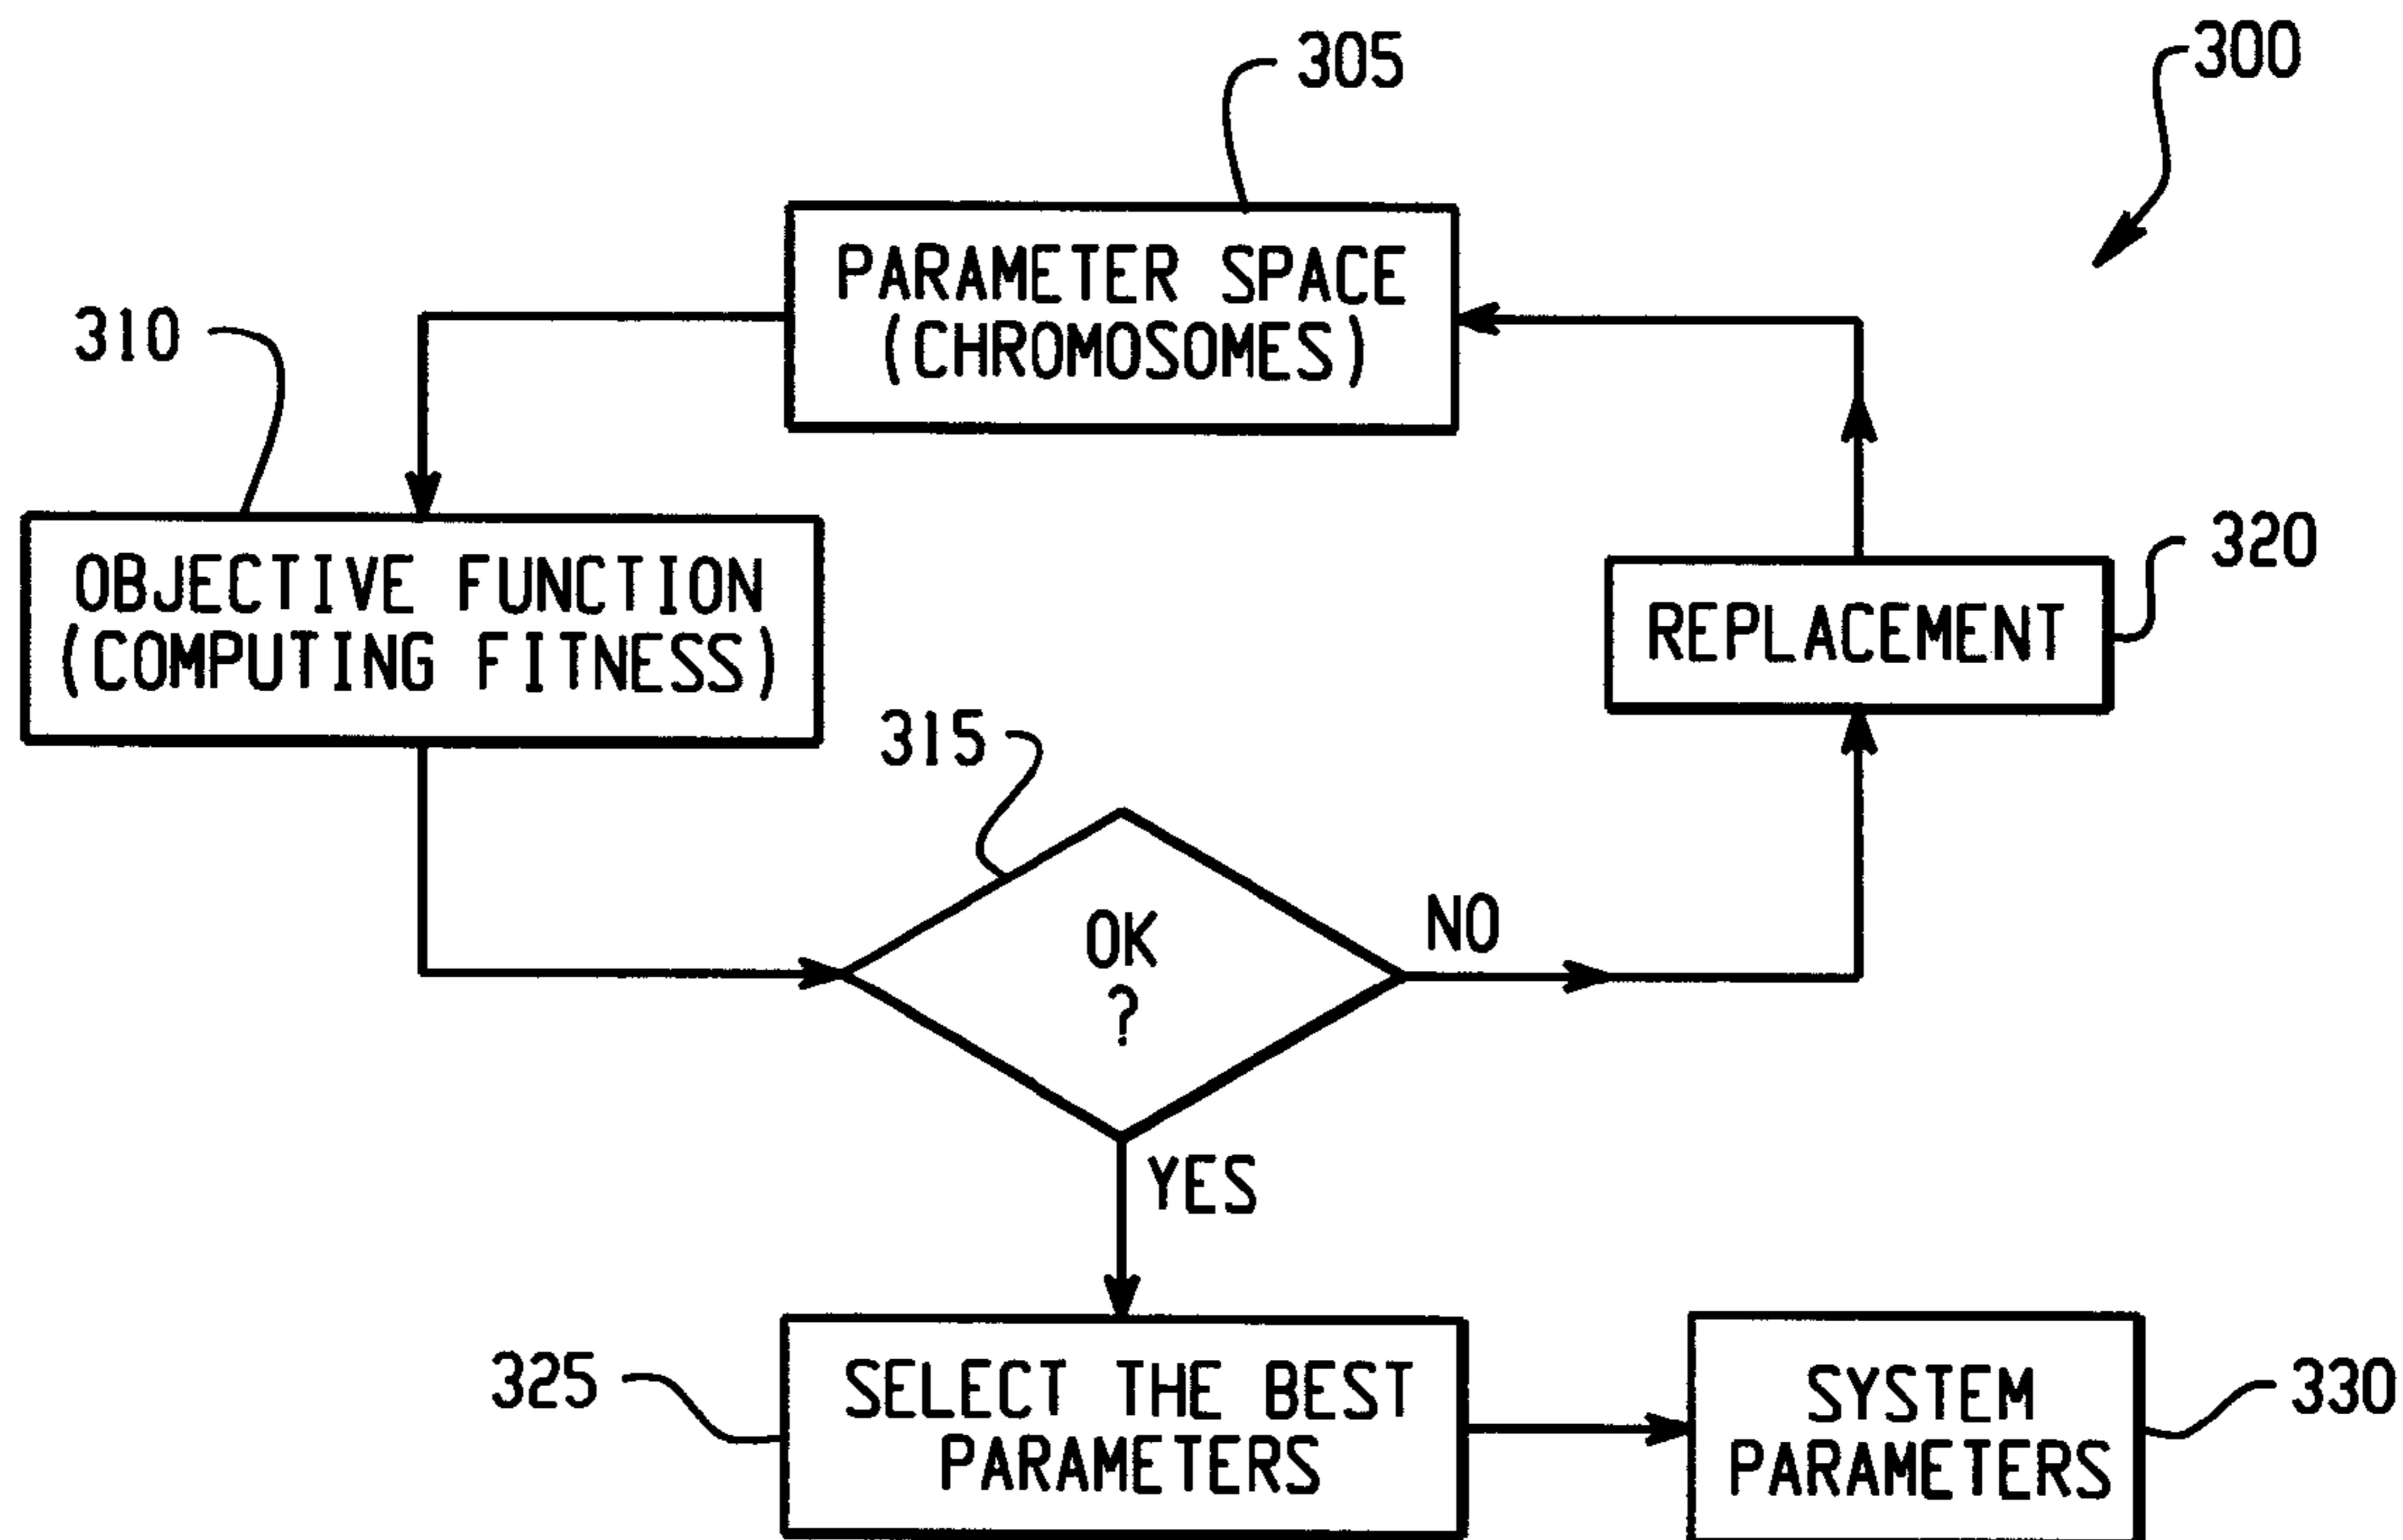 305
300
PARAMETER SPACE
(CHROMOSOMES)
310
OBJECTIVE FUNCTION
(COMPUTING FITNESS)
320
REPLACEMENT
315
OK
?
NO
YES
325
SELECT THE BEST
PARAMETERS
SYSTEM
PARAMETERS
330